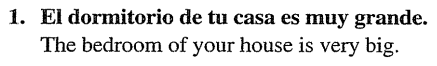 1. El dormitorio de tu casa es muy grande.
The bedroom of your house is very big.